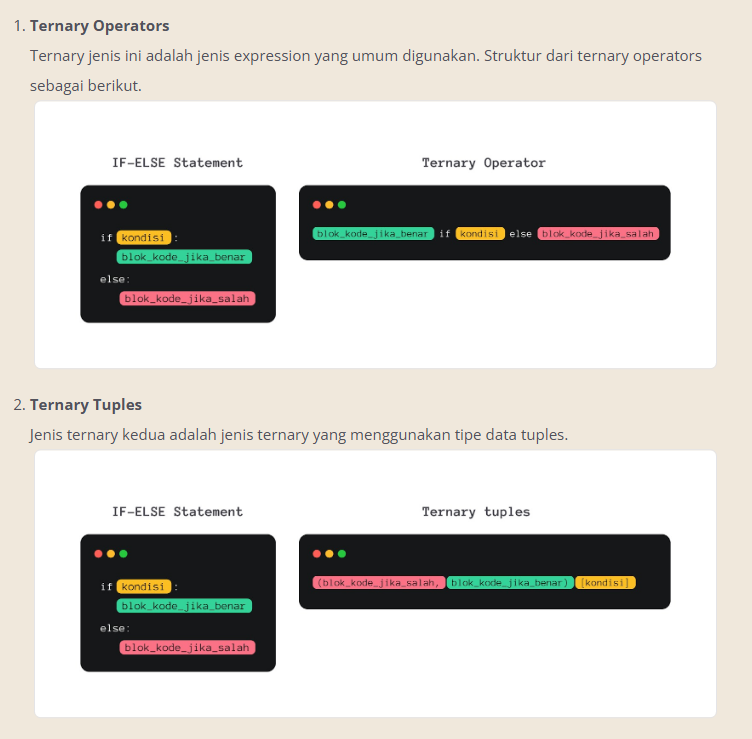 1. Ternary Operators
Ternary jenis ini adalah jenis expression yang umum digunakan. Struktur dari ternary operators
sebagai berikut.
IF-ELSE Statement
if kondisi :
blok_kode_jika_benar
else:
blok_kode_jika_salah
Ternary Operator
blok_kode_jika_benar if kondisi else blok_kode_jika_salah
2. Ternary Tuples
Jenis ternary kedua adalah jenis ternary yang menggunakan tipe data tuples.
IF-ELSE Statement
if kondisi :
blok_kode_jika_benar
else:
blok_kode_jika_salah
Ternary tuples
(blok_kode_jika_salah, blok_kode_jika_benar) [kondisi]